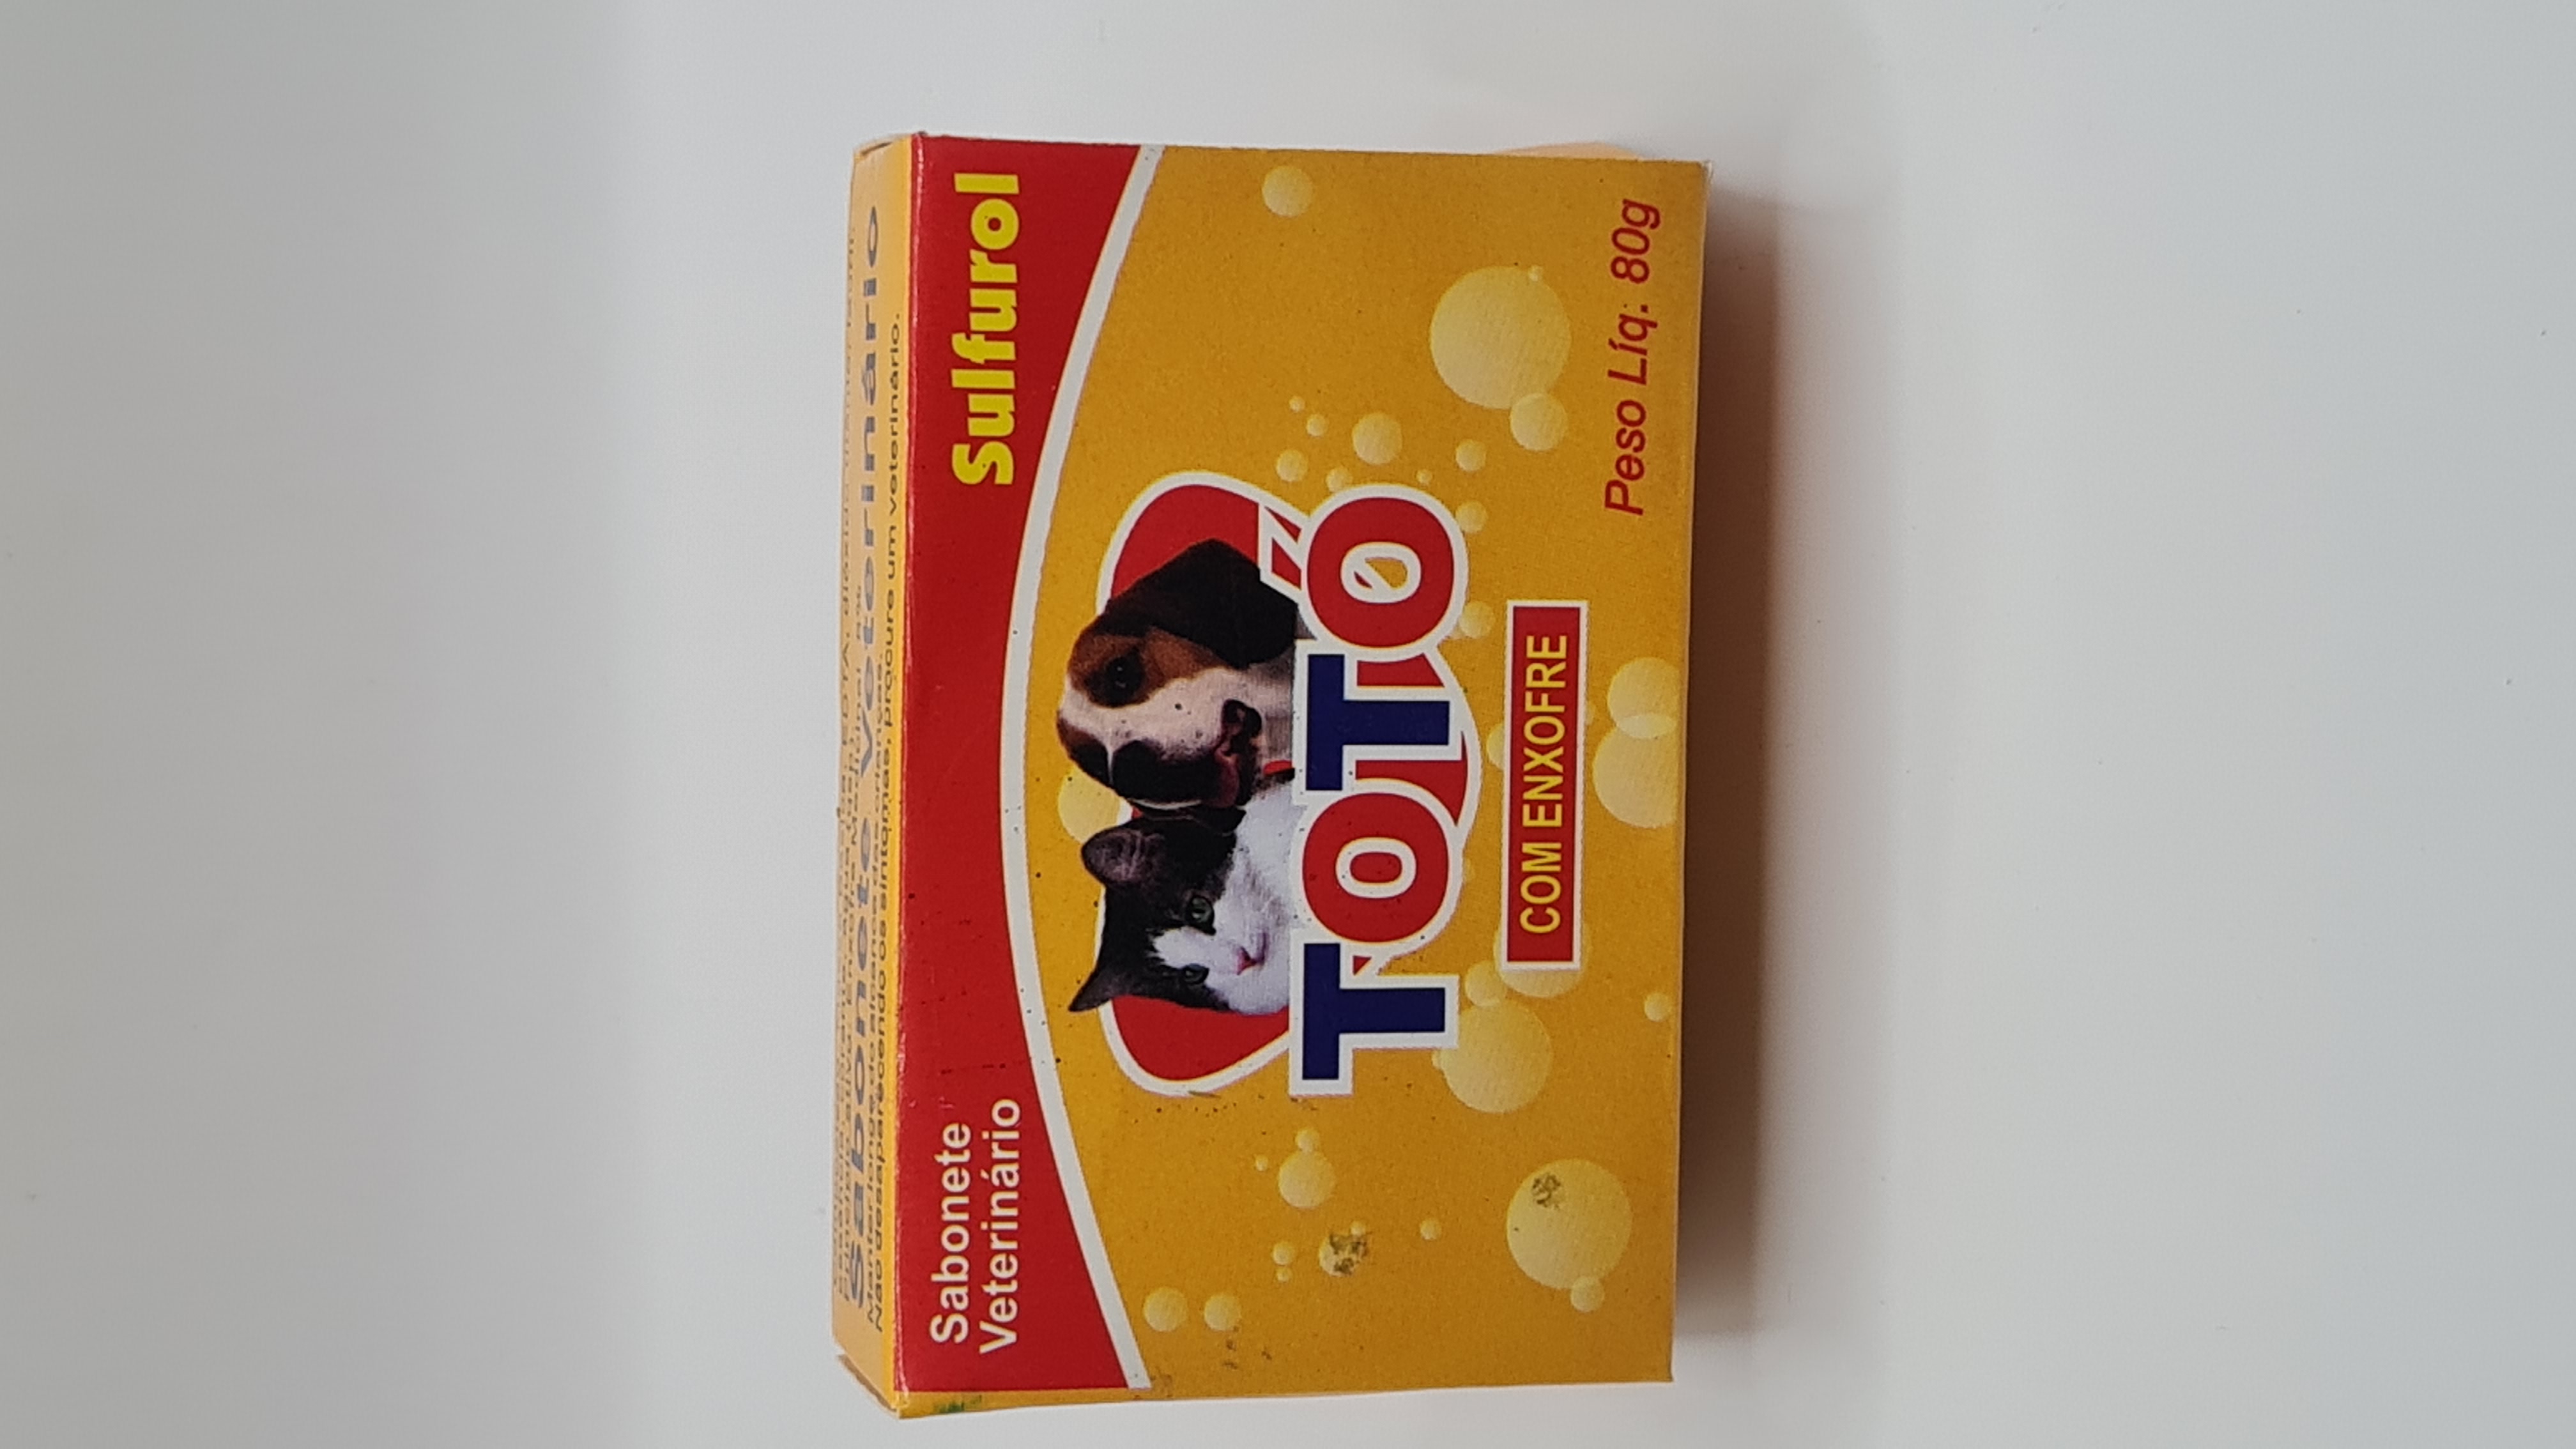 Sabonete Veterinário
Manter longe do alcance das crianças.
Não desaparecendo os sintomas, procure um veterinário.
Sabonete
Veterinário
Sulfurol
TOTÓ
COM ENXOFRE
Peso Líq. 80g